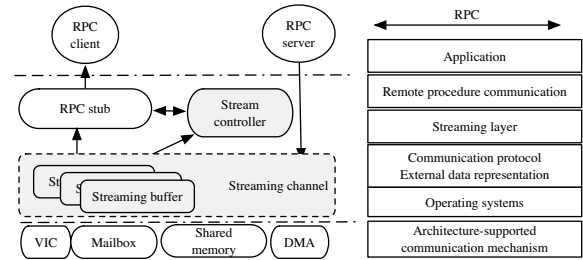 RPC
client
RPC
server
RPC
Application
RPC stub
Stream
controller
Remote procedure communication
Streaming layer
St
S
Streaming buffer
Streaming channel
Communication protocol
External data representation
Operating systems
VIC
Mailbox
Shared
memory
DMA
Architecture-supported
communication mechanism